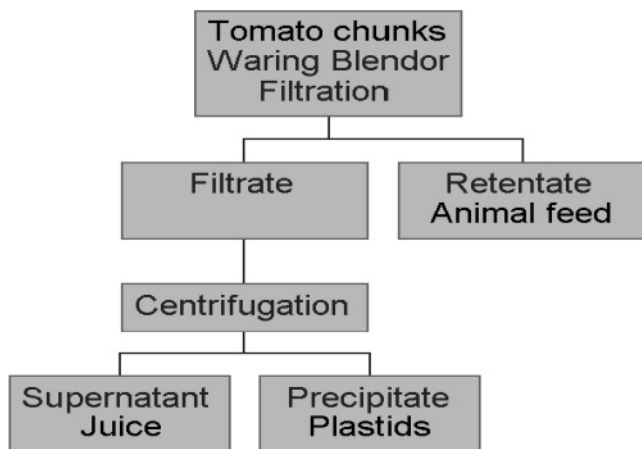 Tomato chunks
Waring Blendor
Filtration
Filtrate
Retentate
Animal feed
Centrifugation
Supernatant
Juice
Precipitate
Plastids